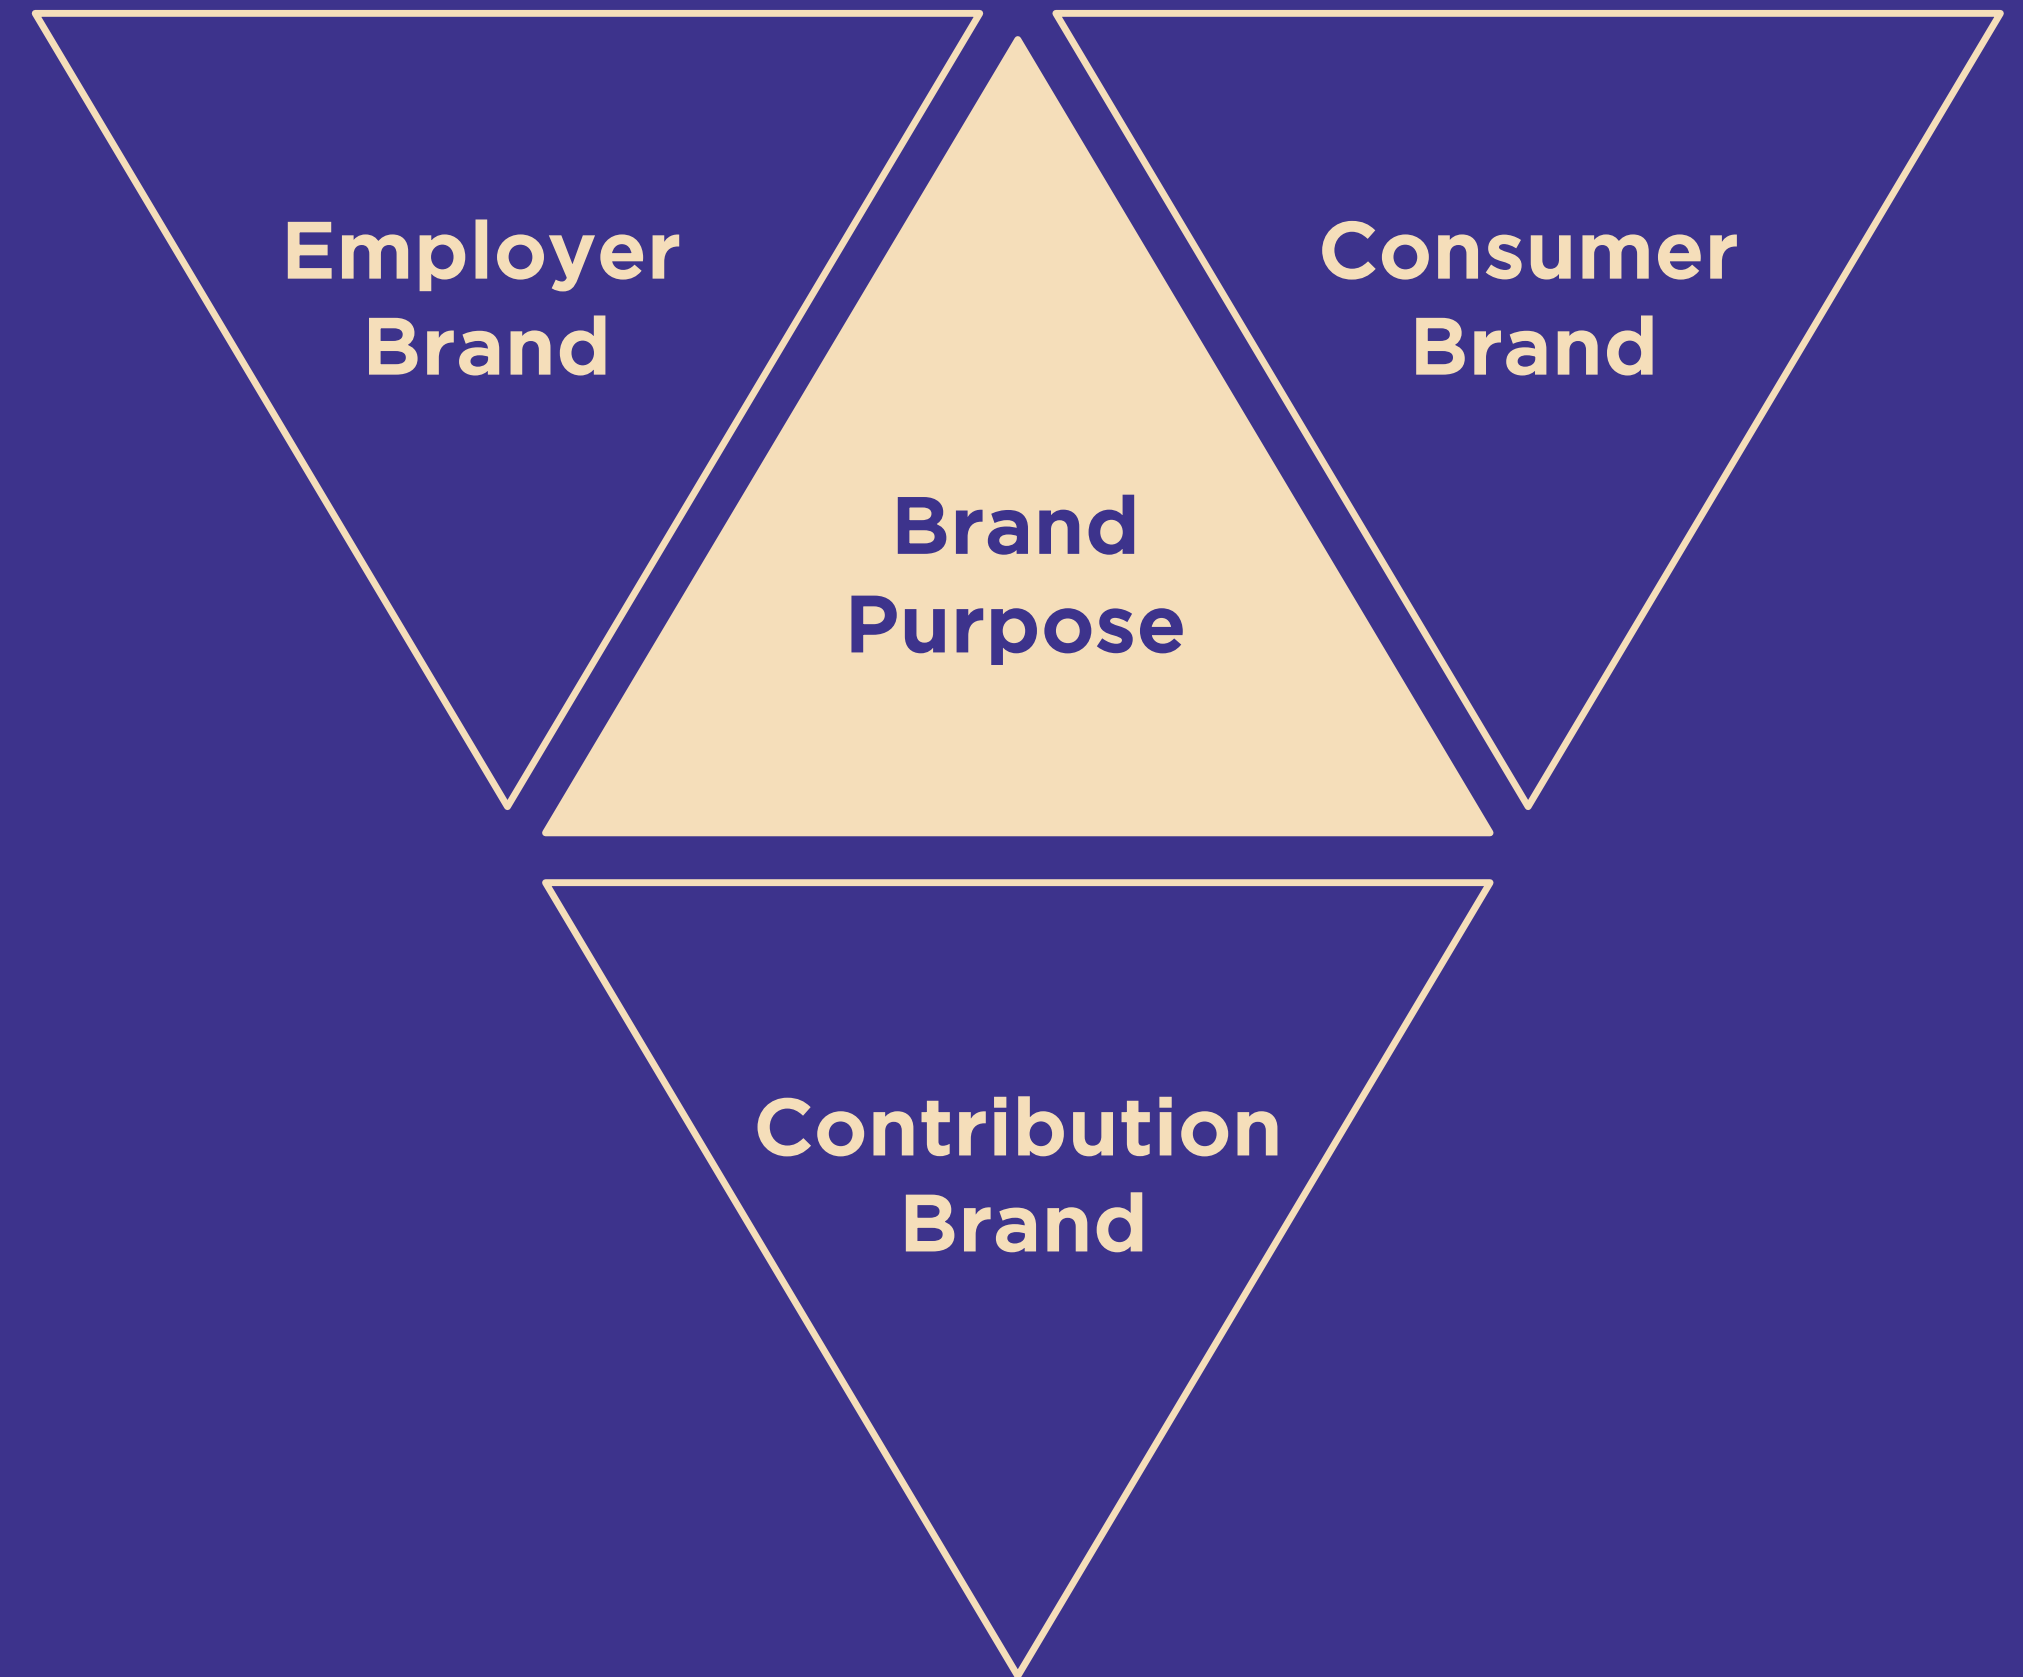 Employer
Brand
Consumer
Brand
Brand
Purpose
Contribution
Brand